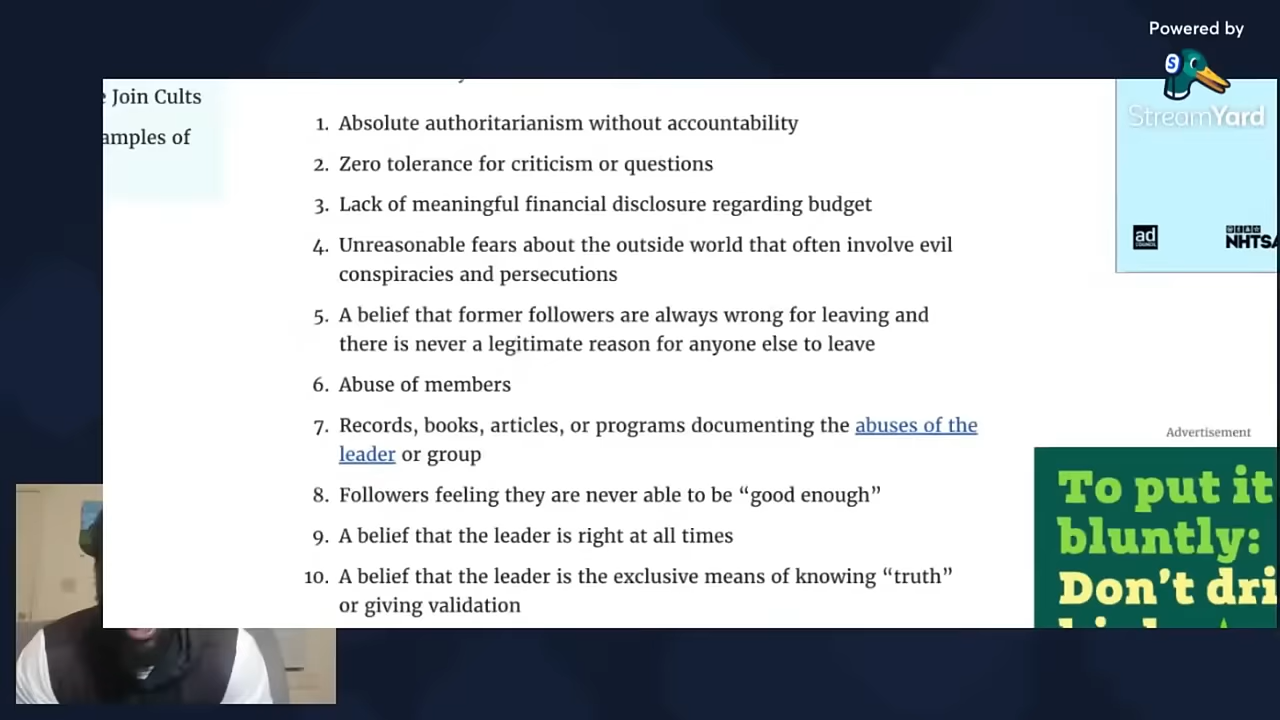 Powered by
StreamYard
Join Cults
1. Absolute authoritarianism without accountability
2. Zero tolerance for criticism or questions
3. Lack of meaningful financial disclosure regarding budget
4. Unreasonable fears about the outside world that often involve evil
conspiracies and persecutions
5. A belief that former followers are always wrong for leaving and
there is never a legitimate reason for anyone else to leave
6. Abuse of members
7. Records, books, articles, or programs documenting the abuses of the
leader or group
8. Followers feeling they are never able to be “good enough”
9. A belief that the leader is right at all times
10. A belief that the leader is the exclusive means of knowing “truth”
or giving validation
amples of
ad
COUNCIL
NHTSA
Advertisement
To put it
bluntly:
Don’t dri